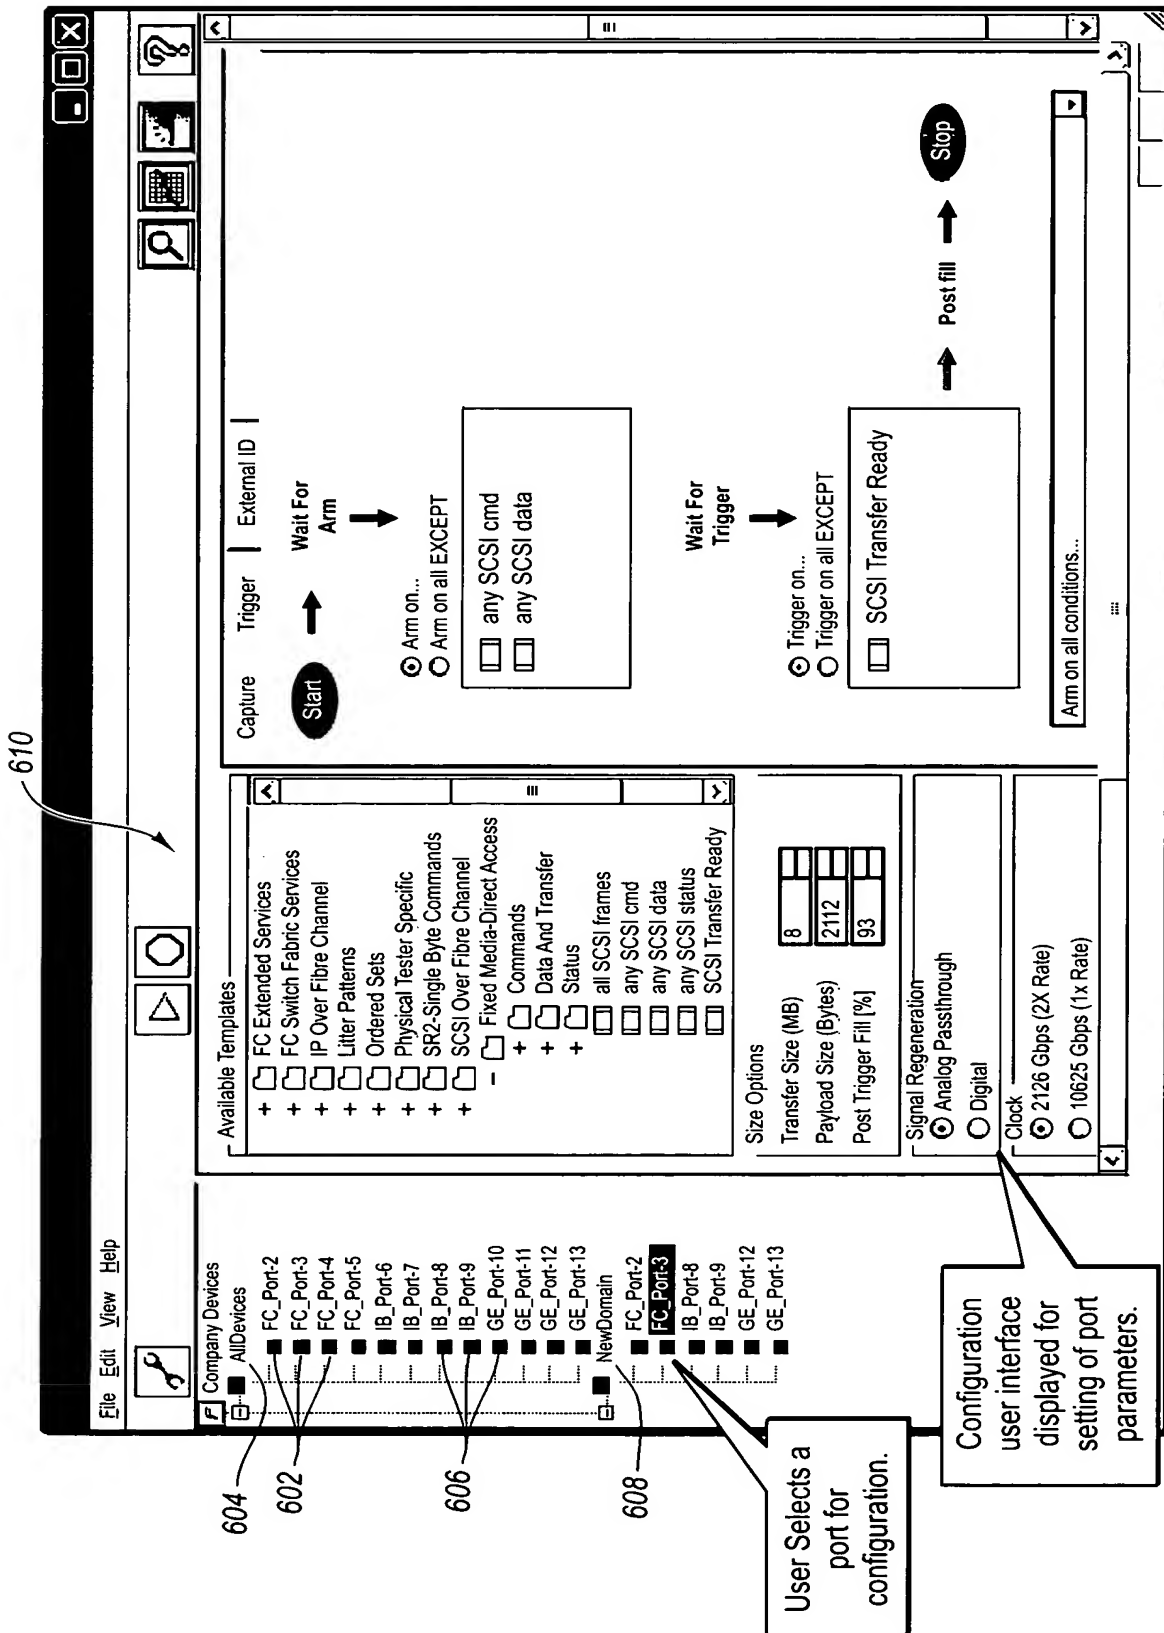 610
File Edit View Help
Company Devices
AllDevices
FC_Port-2
FC_Port-3
FC_Port-4
FC_Port-5
IB_Port-6
IB_Port-7
IB_Port-8
IB_Port-9
GE_Port-10
GE_Port-11
GE_Port-12
GE_Port-13
NewDomain
FC_Port-2
FC_Port-3
IB_Port-8
IB_Port-9
GE_Port-12
GE_Port-13
604
602
606
608
User Selects a
port for
configuration.
Configuration
user interface
displayed for
setting of port
parameters.
Available Templates
+ FC Extended Services
+ FC Switch Fabric Services
+ IP Over Fibre Channel
+ Litter Patterns
+ Ordered Sets
+ Physical Tester Specific
+ SR2-Single Byte Commands
+ SCSI Over Fibre Channel
- Fixed Media-Direct Access
+ Commands
+ Data And Transfer
+ Status
all SCSI frames
any SCSI cmd
any SCSI data
any SCSI status
SCSI Transfer Ready
Size Options
Transfer Size (MB) 8
Payload Size (Bytes) 2112
Post Trigger Fill [%] 93
Signal Regeneration
Analog Passthrough
Digital
Clock
2126 Gbps (2X Rate)
10625 Gbps (1x Rate)
Capture Trigger External ID
Start
Wait For
Arm
Arm on...
Arm on all EXCEPT
any SCSI cmd
any SCSI data
Wait For
Trigger
Trigger on...
Trigger on all EXCEPT
SCSI Transfer Ready
Post fill
Stop
Arm on all conditions...